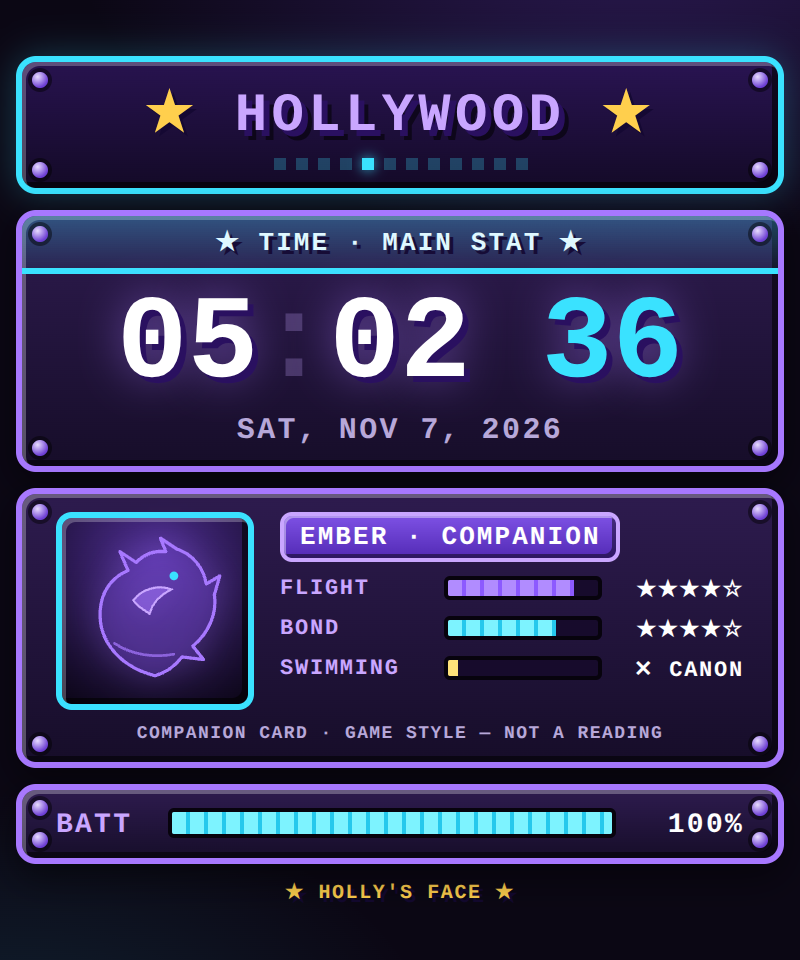 ★ HOLLYWOOD ★
★ TIME · MAIN STAT ★
05:02 36
SAT, NOV 7, 2026
EMBER · COMPANION
FLIGHT ★★★★☆
BOND ★★★★☆
SWIMMING ✕ CANON
COMPANION CARD · GAME STYLE — NOT A READING
BATT 100%
★ HOLLY'S FACE ★